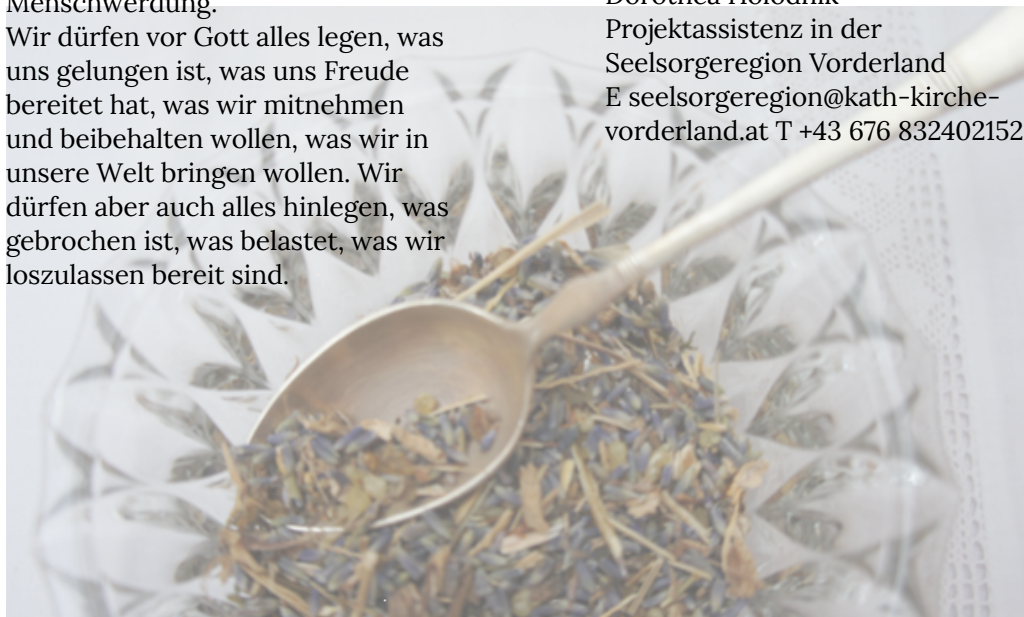 Menschwerdung.
Wir dürfen vor Gott alles legen, was
uns gelungen ist, was uns Freude
bereitet hat, was wir mitnehmen
und beibehalten wollen, was wir in
unsere Welt bringen wollen. Wir
dürfen aber auch alles hinlegen, was
gebrochen ist, was belastet, was wir
loszulassen bereit sind.
Dorothea Holodnik
Projektassistenz in der
Seelsorgeregion Vorderland
E seelsorgeregion@kath-kirche-
vorderland.at T +43 676 832402152